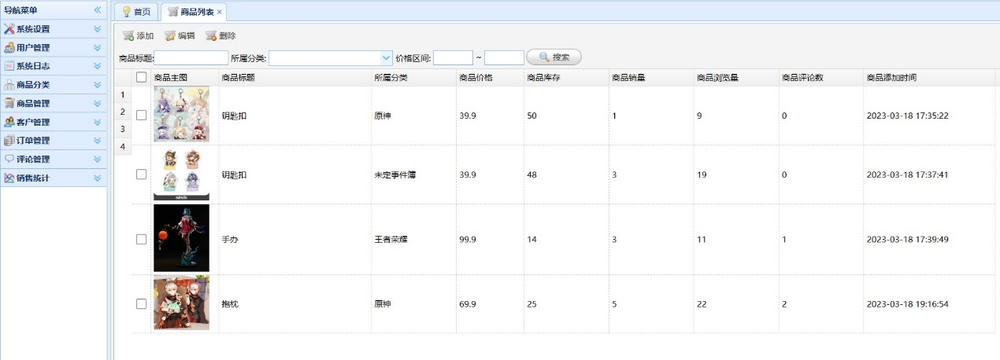 导航菜单
系统设置
用户管理
系统日志
商品分类
商品管理
客户管理
订单管理
评论管理
销售统计
首页 商品列表
添加 编辑 删除
商品标题: 所属分类: 价格区间: ~ 搜索
商品主图 商品标题 所属分类 商品价格 商品库存 商品销量 商品浏览量 商品评论数 商品添加时间
1 钥匙扣 原神 39.9 50 1 9 0 2023-03-18 17:35:22
2 钥匙扣 未定事件簿 39.9 48 3 19 0 2023-03-18 17:37:41
3 手办 王者荣耀 99.9 14 3 11 1 2023-03-18 17:39:49
4 抱枕 原神 69.9 25 5 22 2 2023-03-18 19:16:54